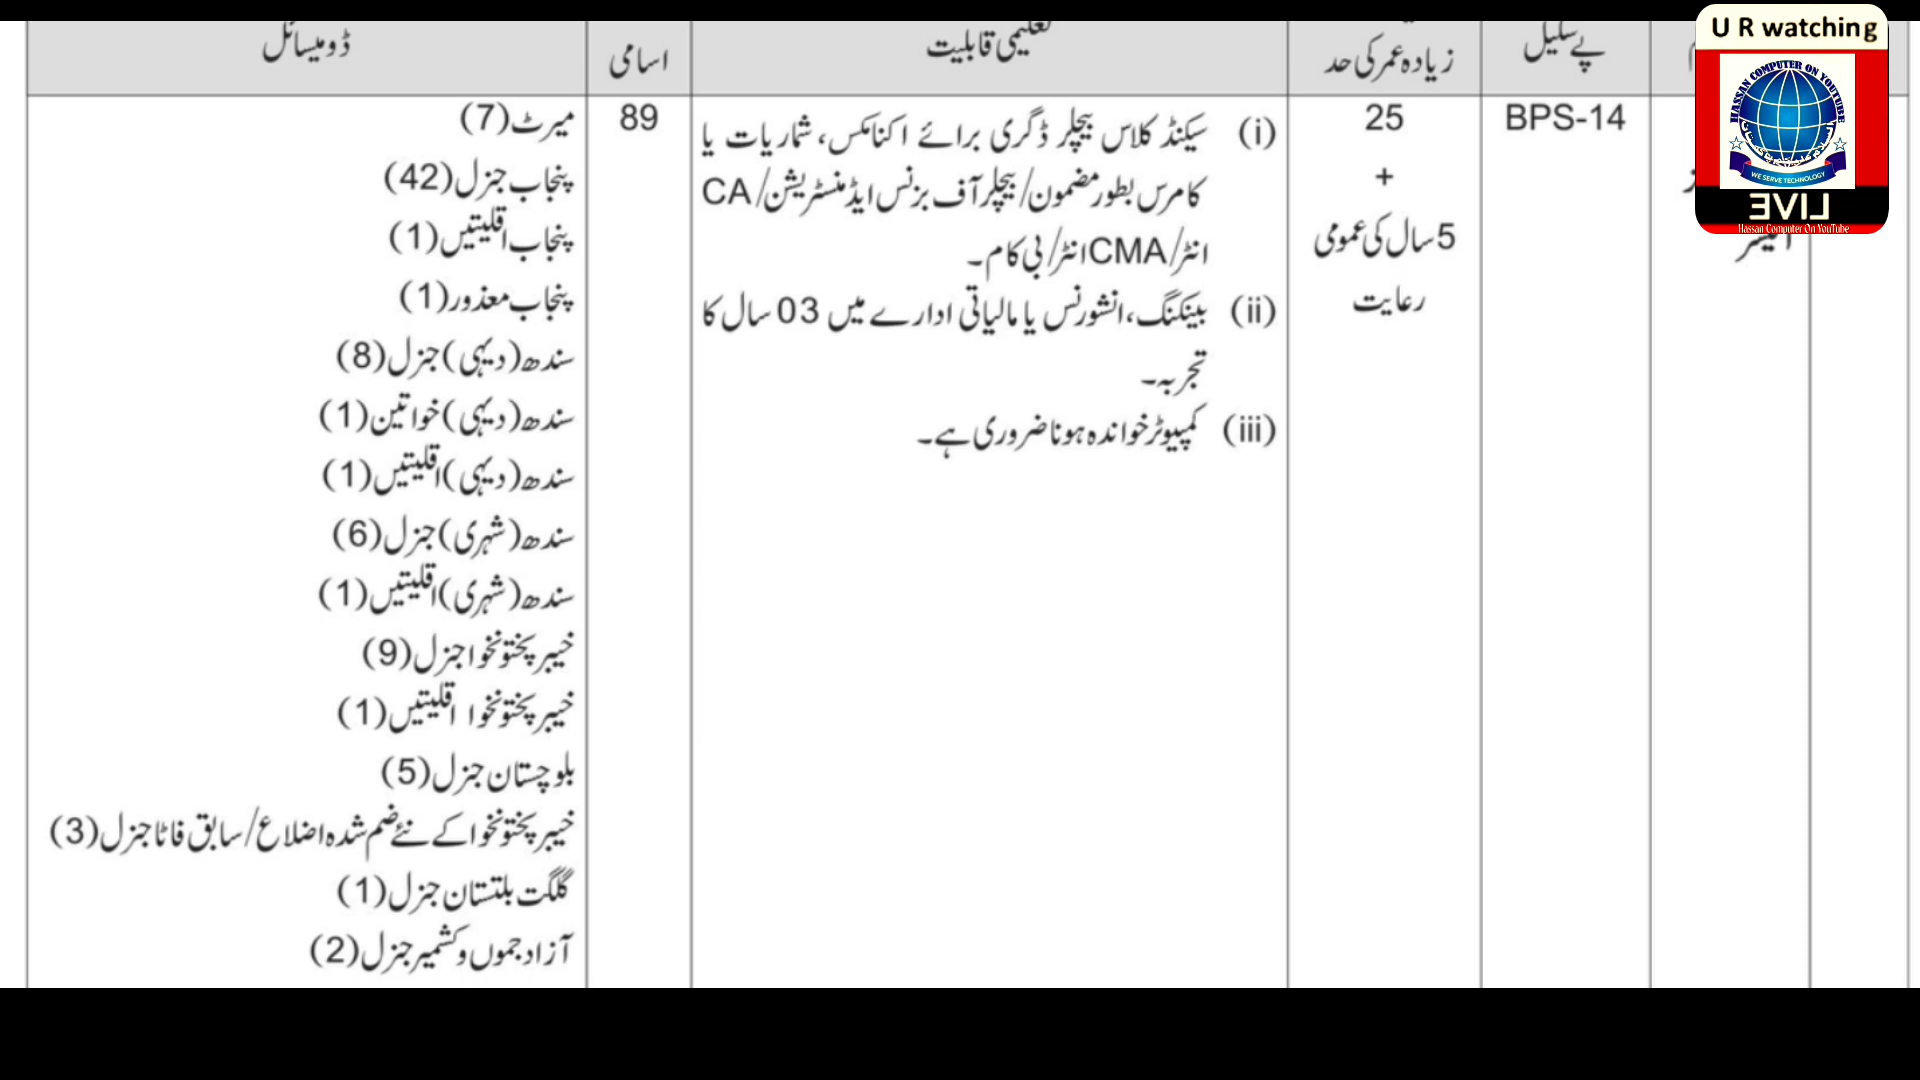 U R watching
HASSAN COMPUTER ON YOUTUBE
WE SERVE TECHNOLOGY
LIVE
Hassan Computer On YouTube
پے سکیل
زیادہ عمر کی حد
تعلیمی قابلیت
اسامی
ڈومیسائل
آفیسر
BPS-14
25
+
5 سال کی عمومی
رعایت
(i) سیکنڈ کلاس بیچلر ڈگری برائے اکنامکس، شماریات یا
کامرس بطور مضمون/بیچلر آف بزنس ایڈمنسٹریشن/CA
انٹر/CMA انٹر/بی کام۔
(ii) بینکنگ، انشورنس یا مالیاتی ادارے میں 03 سال کا
تجربہ۔
(iii) کمپیوٹر خواندہ ہونا ضروری ہے۔
89
میرٹ (7)
پنجاب جنرل (42)
پنجاب اقلیتیں (1)
پنجاب معذور (1)
سندھ (دیہی) جنرل (8)
سندھ (دیہی) خواتین (1)
سندھ (دیہی) اقلیتیں (1)
سندھ (شہری) جنرل (6)
سندھ (شہری) اقلیتیں (1)
خیبر پختونخوا جنرل (9)
خیبر پختونخوا اقلیتیں (1)
بلوچستان جنرل (5)
خیبر پختونخوا کے نئے ضم شدہ اضلاع/سابق فاٹا جنرل (3)
گلگت بلتستان جنرل (1)
آزاد جموں و کشمیر جنرل (2)